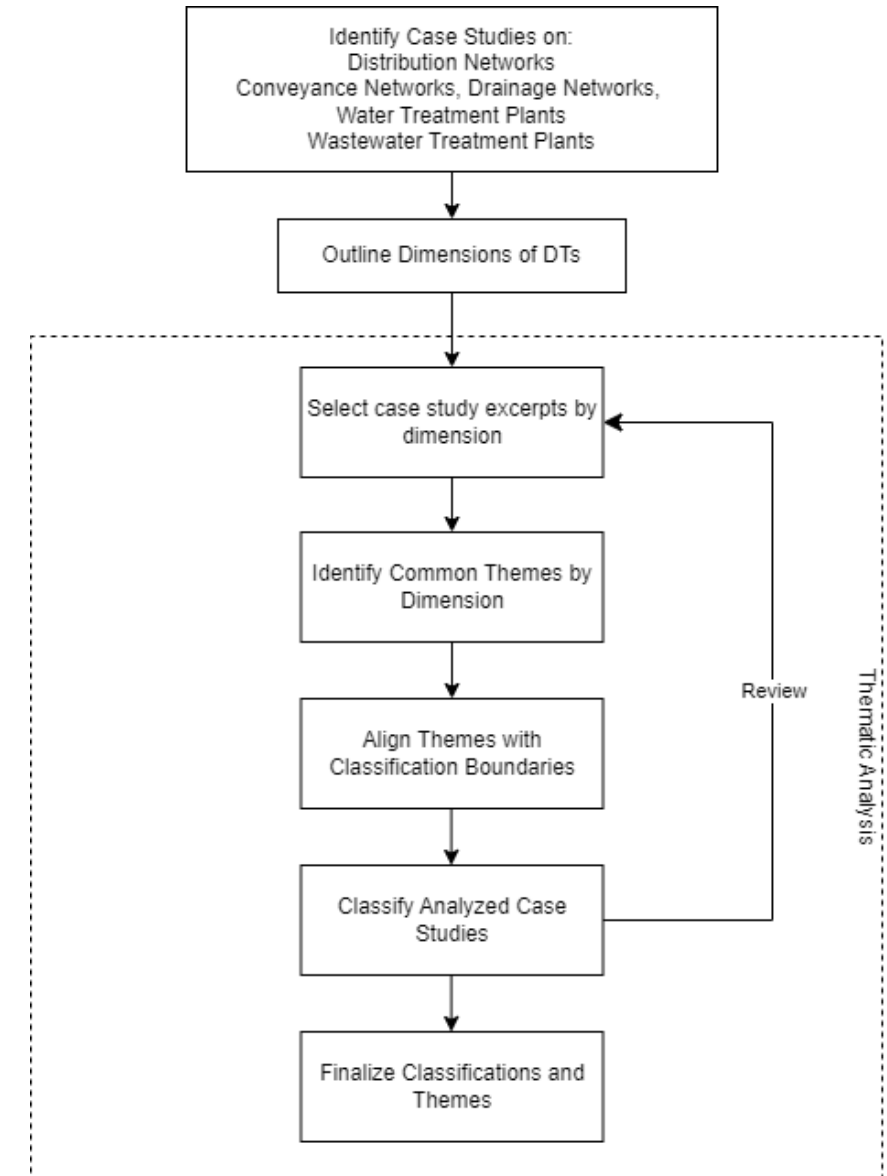 Identify Case Studies on:
Distribution Networks
Conveyance Networks, Drainage Networks,
Water Treatment Plants
Wastewater Treatment Plants
Outline Dimensions of DTs
Select case study excerpts by
dimension
Identify Common Themes by
Dimension
Align Themes with
Classification Boundaries
Review
Thematic Analysis
Classify Analyzed Case
Studies
Finalize Classifications and
Themes